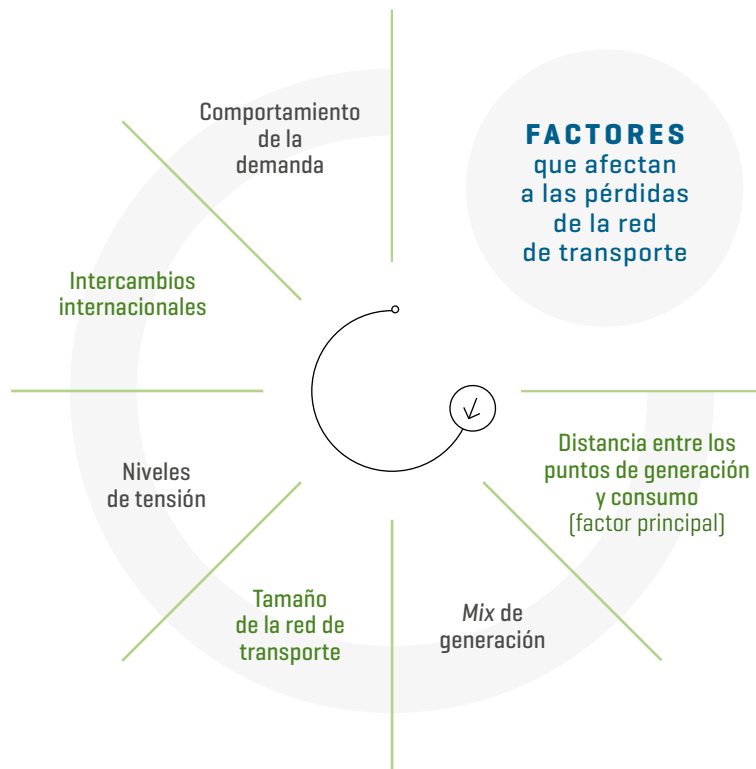 FACTORES
que afectan
a las pérdidas
de la red
de transporte
Distancia entre los
puntos de generación
y consumo
(factor principal)
Mix de
generación
Tamaño
de la red de
transporte
Niveles
de tensión
Intercambios
internacionales
Comportamiento
de la
demanda